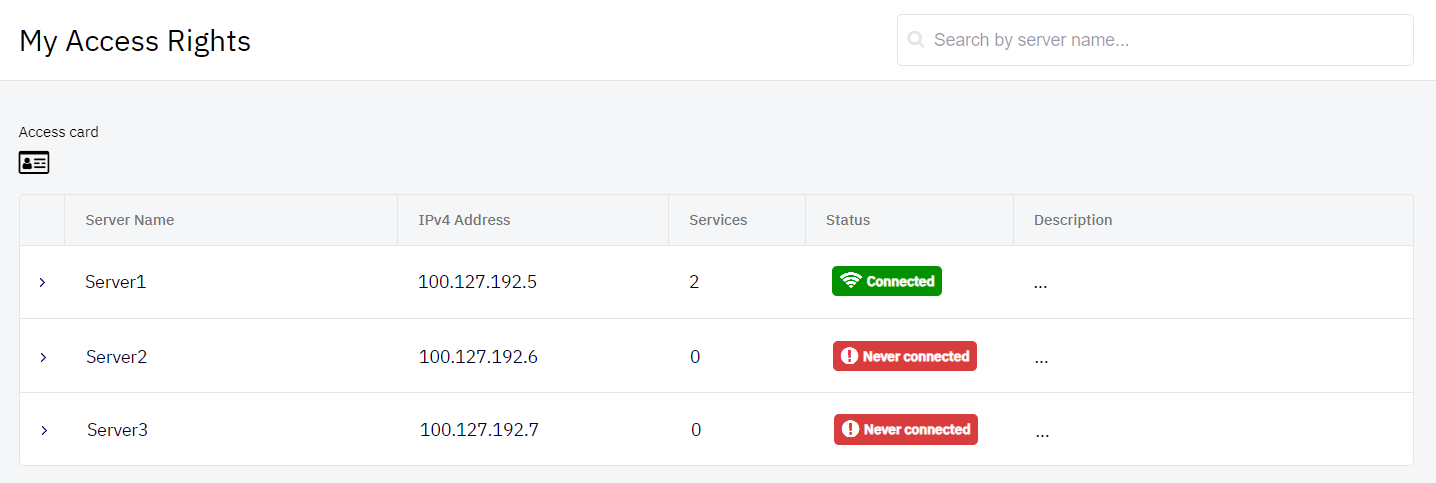 My Access Rights
Search by server name...
Access card
Server Name IPv4 Address Services Status Description
Server1 100.127.192.5 2 Connected ...
Server2 100.127.192.6 0 Never connected ...
Server3 100.127.192.7 0 Never connected ...